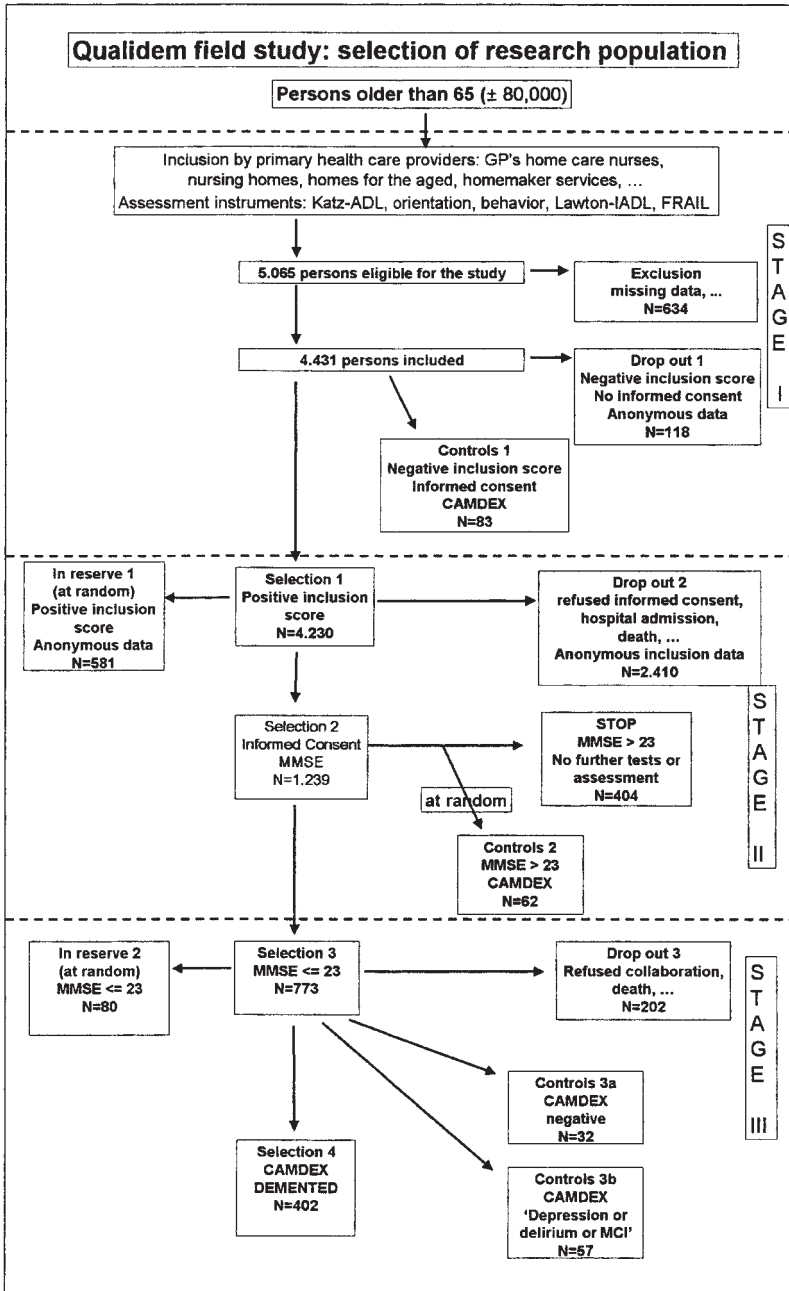 Qualidem field study: selection of research population
Persons older than 65 (± 80,000)
Inclusion by primary health care providers: GP's home care nurses,
nursing homes, homes for the aged, homemaker services, ...
Assessment instruments: Katz-ADL, orientation, behavior, Lawton-IADL, FRAIL
STAGE I
5.065 persons eligible for the study
Exclusion
missing data, ...
N=634
4.431 persons included
Drop out 1
Negative inclusion score
No informed consent
Anonymous data
N=118
Controls 1
Negative inclusion score
Informed consent
CAMDEX
N=83
In reserve 1
(at random)
Positive inclusion
score
Anonymous data
N=581
Selection 1
Positive inclusion
score
N=4.230
Drop out 2
refused informed consent,
hospital admission,
death, ...
Anonymous inclusion data
N=2.410
STAGE II
Selection 2
Informed Consent
MMSE
N=1.239
STOP
MMSE > 23
No further tests or
assessment
N=404
at random
Controls 2
MMSE > 23
CAMDEX
N=62
In reserve 2
(at random)
MMSE <= 23
N=80
Selection 3
MMSE <= 23
N=773
Drop out 3
Refused collaboration,
death, ...
N=202
STAGE III
Controls 3a
CAMDEX
negative
N=32
Selection 4
CAMDEX
DEMENTED
N=402
Controls 3b
CAMDEX
'Depression or
delirium or MCI'
N=57